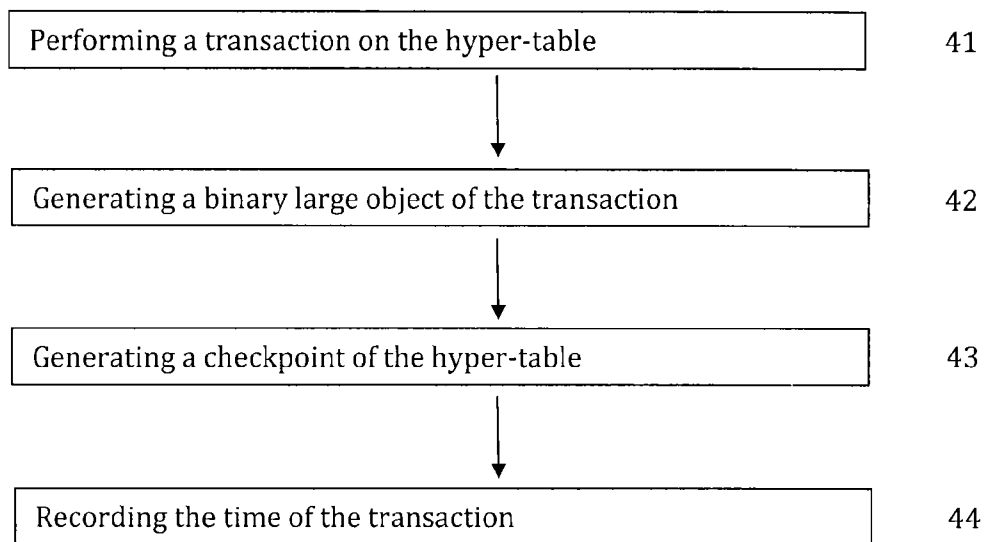 Performing a transaction on the hyper-table 41
Generating a binary large object of the transaction 42
Generating a checkpoint of the hyper-table 43
Recording the time of the transaction 44